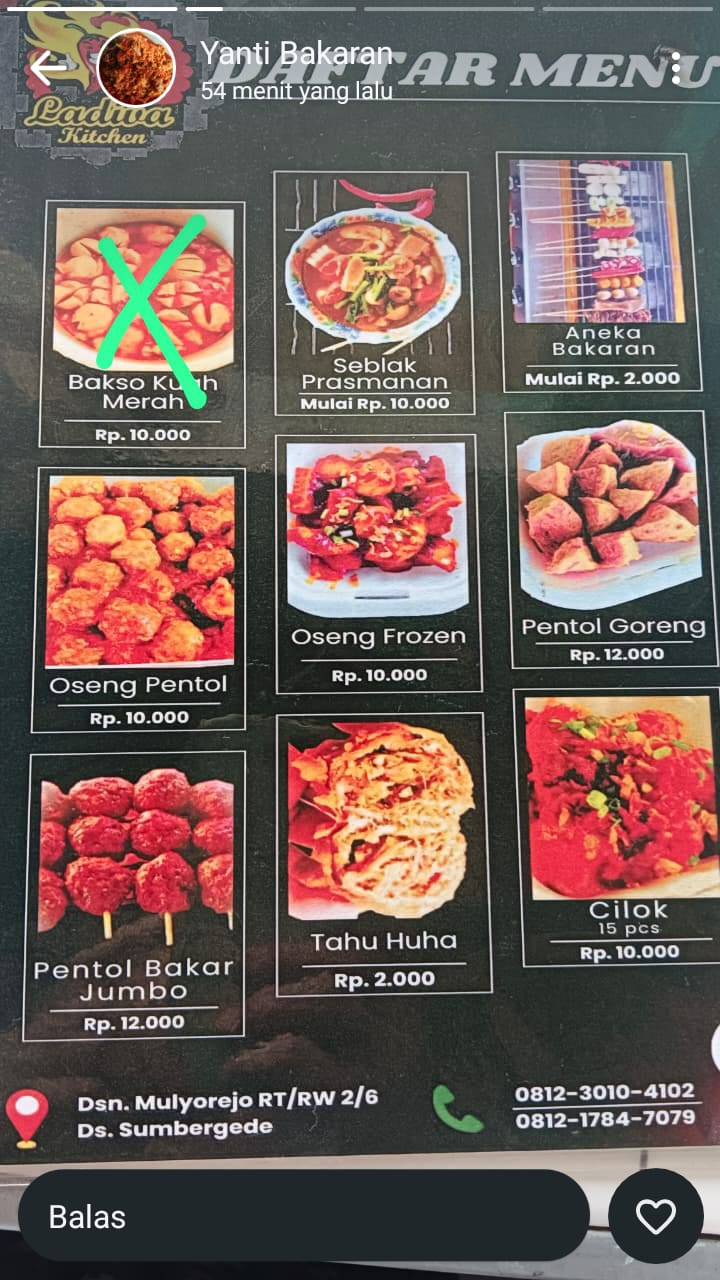 Yanti Bakaran
54 menit yang lalu
DAFTAR MENU
Ladiva
Kitchen
Bakso Kuah
Merah
Rp. 10.000
Seblak
Prasmanan
Mulai Rp. 10.000
Aneka
Bakaran
Mulai Rp. 2.000
Oseng Pentol
Rp. 10.000
Oseng Frozen
Rp. 10.000
Pentol Goreng
Rp. 12.000
Pentol Bakar
Jumbo
Rp. 12.000
Tahu Huha
Rp. 2.000
Cilok
15 pcs
Rp. 10.000
Dsn. Mulyorejo RT/RW 2/6
Ds. Sumbergede
0812-3010-4102
0812-1784-7079
Balas